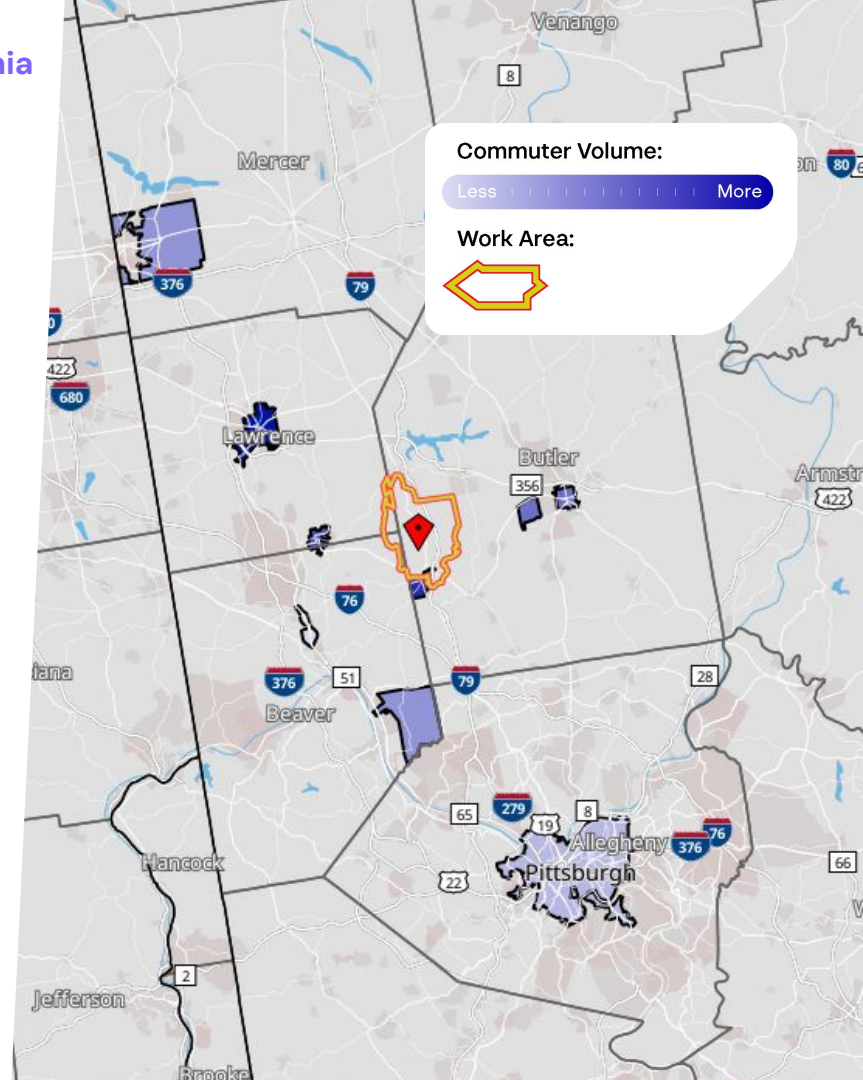 Venango
8
nia
Commuter Volume:
Less
More
Work Area:
Mercer
80
376
79
422
680
Lawrence
Butler
356
Armstr
422
76
iana
376
51
79
28
Beaver
279
65
19
8
Allegheny
376
76
Pittsburgh
22
66
Hancock
2
Jefferson
Brooke